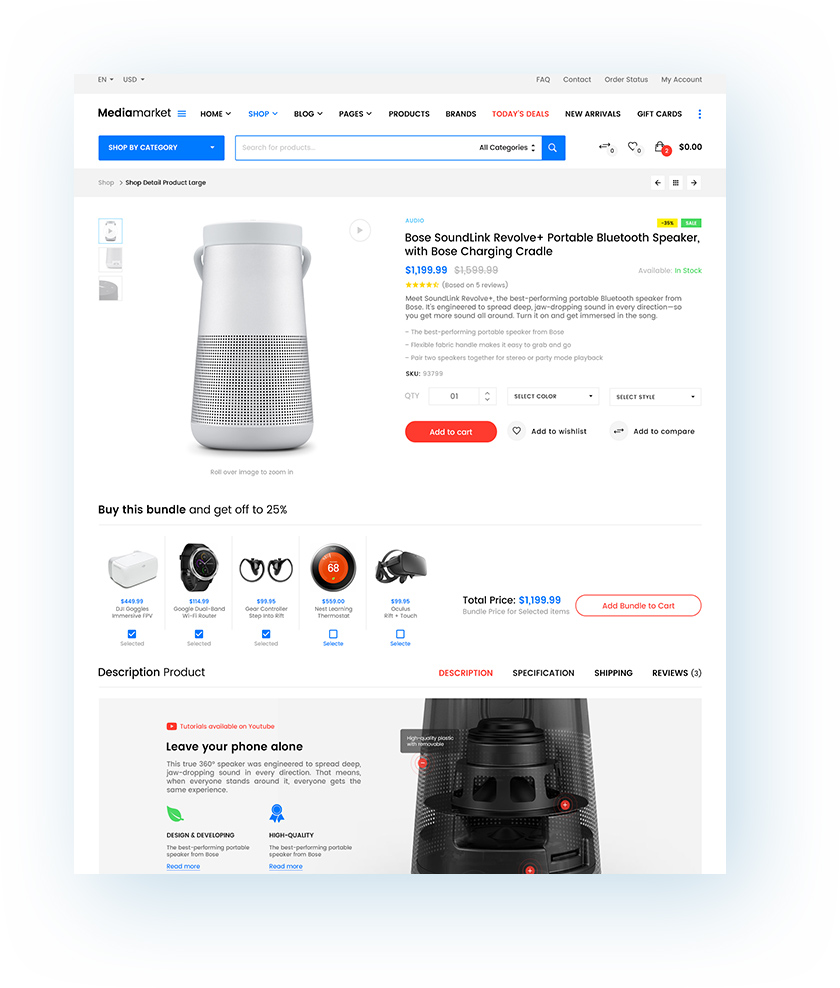 EN USD FAQ Contact Order Status My Account
Mediamarket HOME SHOP BLOG PAGES PRODUCTS BRANDS TODAY'S DEALS NEW ARRIVALS GIFT CARDS
SHOP BY CATEGORY Search for products... All Categories 0 0 2 $0.00
Shop > Shop Detail Product Large
AUDIO -35% SALE
Bose SoundLink Revolve+ Portable Bluetooth Speaker,
with Bose Charging Cradle
$1,199.99 $1,599.99 Available: In Stock
(Based on 5 reviews)
Meet SoundLink Revolve+, the best-performing portable Bluetooth speaker from
Bose. It's engineered to spread deep, jaw-dropping sound in every direction—so
you get more sound all around. Turn it on and get immersed in the song.
– The best-performing portable speaker from Bose
– Flexible fabric handle makes it easy to grab and go
– Pair two speakers together for stereo or party mode playback
SKU: 93799
QTY 01 SELECT COLOR SELECT STYLE
Add to cart Add to wishlist Add to compare
Roll over image to zoom in
Buy this bundle and get off to 25%
68
$449.99 $114.99 $99.95 $559.00 $99.95
DJI Goggles Google Dual-Band Gear Controller Nest Learning Oculus
Immersive FPV Wi-Fi Router Step Into Rift Thermostat Rift + Touch
Selected Selected Selected Selecte Selecte
Total Price: $1,199.99
Bundle Price for Selected items
Add Bundle to Cart
Description Product DESCRIPTION SPECIFICATION SHIPPING REVIEWS (3)
Tutorials available on Youtube
Leave your phone alone
This true 360° speaker was engineered to spread deep,
jaw-dropping sound in every direction. That means,
when everyone stands around it, everyone gets the
same experience.
High-quality plastic
with removable
DESIGN & DEVELOPING HIGH-QUALITY
The best-performing portable The best-performing portable
speaker from Bose speaker from Bose
Read more Read more